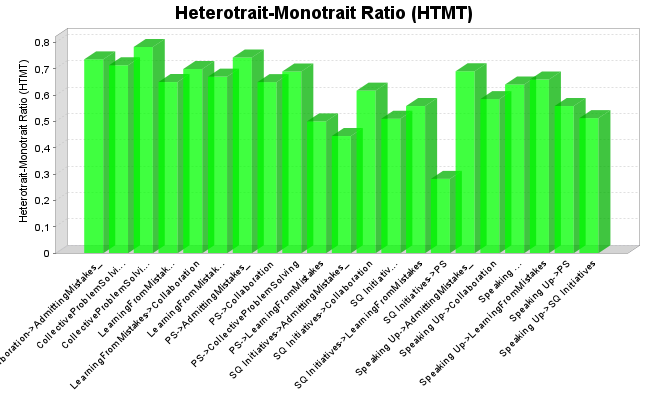 Heterotrait-Monotrait Ratio (HTMT)
Heterotrait-Monotrait Ratio (HTMT)
0,8
0,7
0,6
0,5
0,4
0,3
0,2
0,1
0
boration->AdmittingMistakes_
CollectiveProblemSolvi...
CollectiveProblemSolvi...
LearningFromMistak...
LearningFromMistakes->Collaboration
LearningFromMistak...
PS->AdmittingMistakes_
PS->Collaboration
PS->CollectiveProblemSolving
PS->LearningFromMistakes
SQ Initiatives->AdmittingMistakes_
SQ Initiatives->Collaboration
SQ Initiativ...
SQ Initiatives->LearningFromMistakes
SQ Initiatives->PS
Speaking Up->AdmittingMistakes_
Speaking Up->Collaboration
Speaking ...
Speaking Up->LearningFromMistakes
Speaking Up->PS
Speaking Up->SQ Initiatives